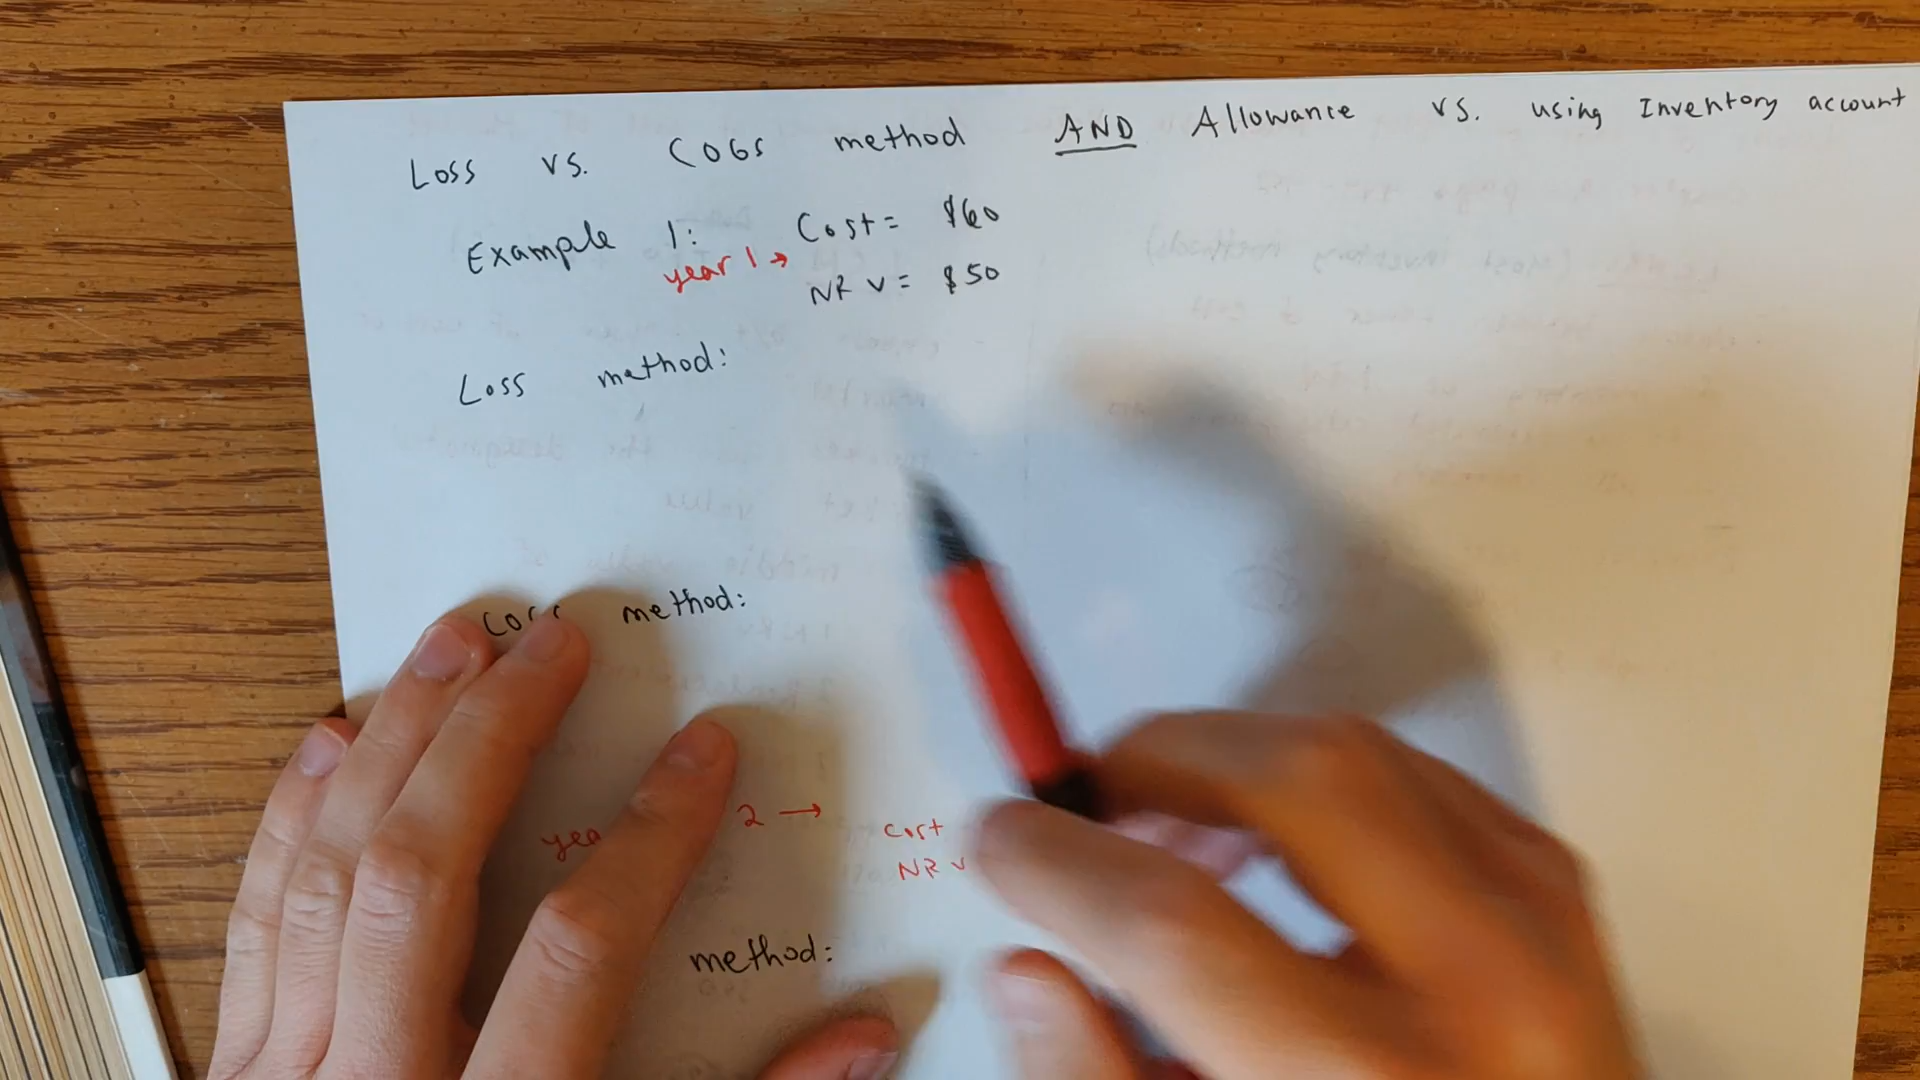 Loss vs. COGS method AND Allowance vs. using Inventory account
Example 1: Cost = $60
year 1 → NRV = $50
Loss method:
method:
2 → Cost
NRV
method: